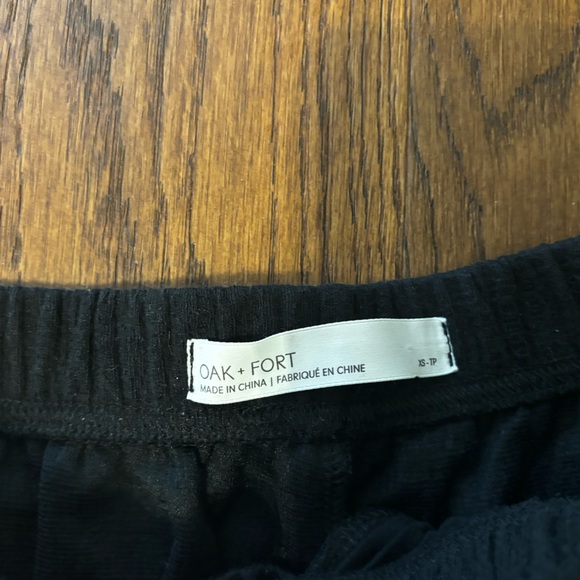 OAK + FORT
MADE IN CHINA | FABRIQUÉ EN CHINE
XS-TP